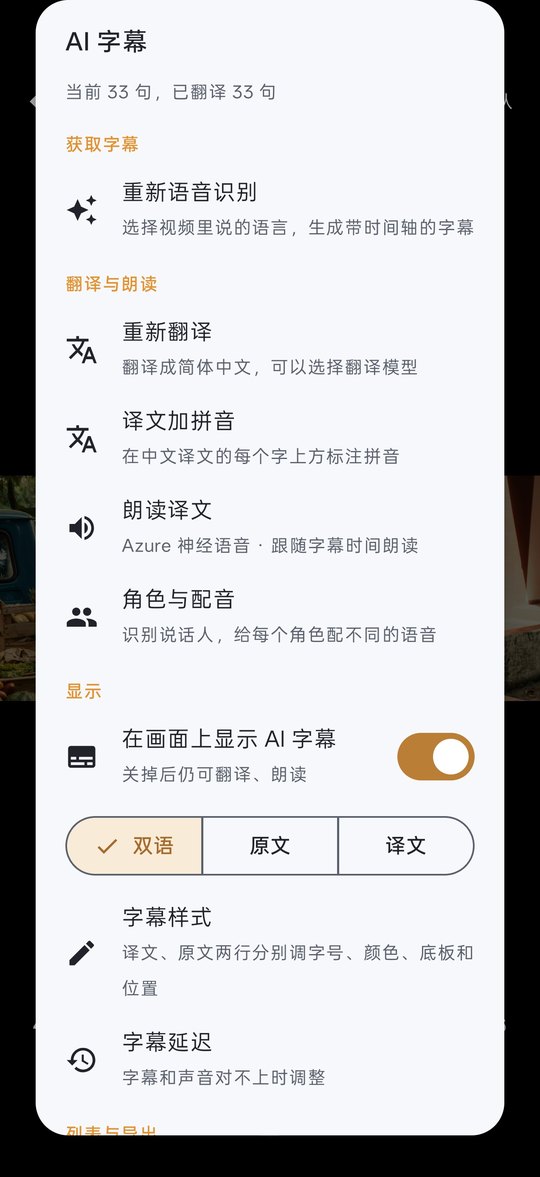 AI 字幕
当前 33 句，已翻译 33 句
获取字幕
重新语音识别
选择视频里说的语言，生成带时间轴的字幕
翻译与朗读
重新翻译
翻译成简体中文，可以选择翻译模型
译文加拼音
在中文译文的每个字上方标注拼音
朗读译文
Azure 神经语音 · 跟随字幕时间朗读
角色与配音
识别说话人，给每个角色配不同的语音
显示
在画面上显示 AI 字幕
关掉后仍可翻译、朗读
双语
原文
译文
字幕样式
译文、原文两行分别调字号、颜色、底板和
位置
字幕延迟
字幕和声音对不上时调整
列表与导出